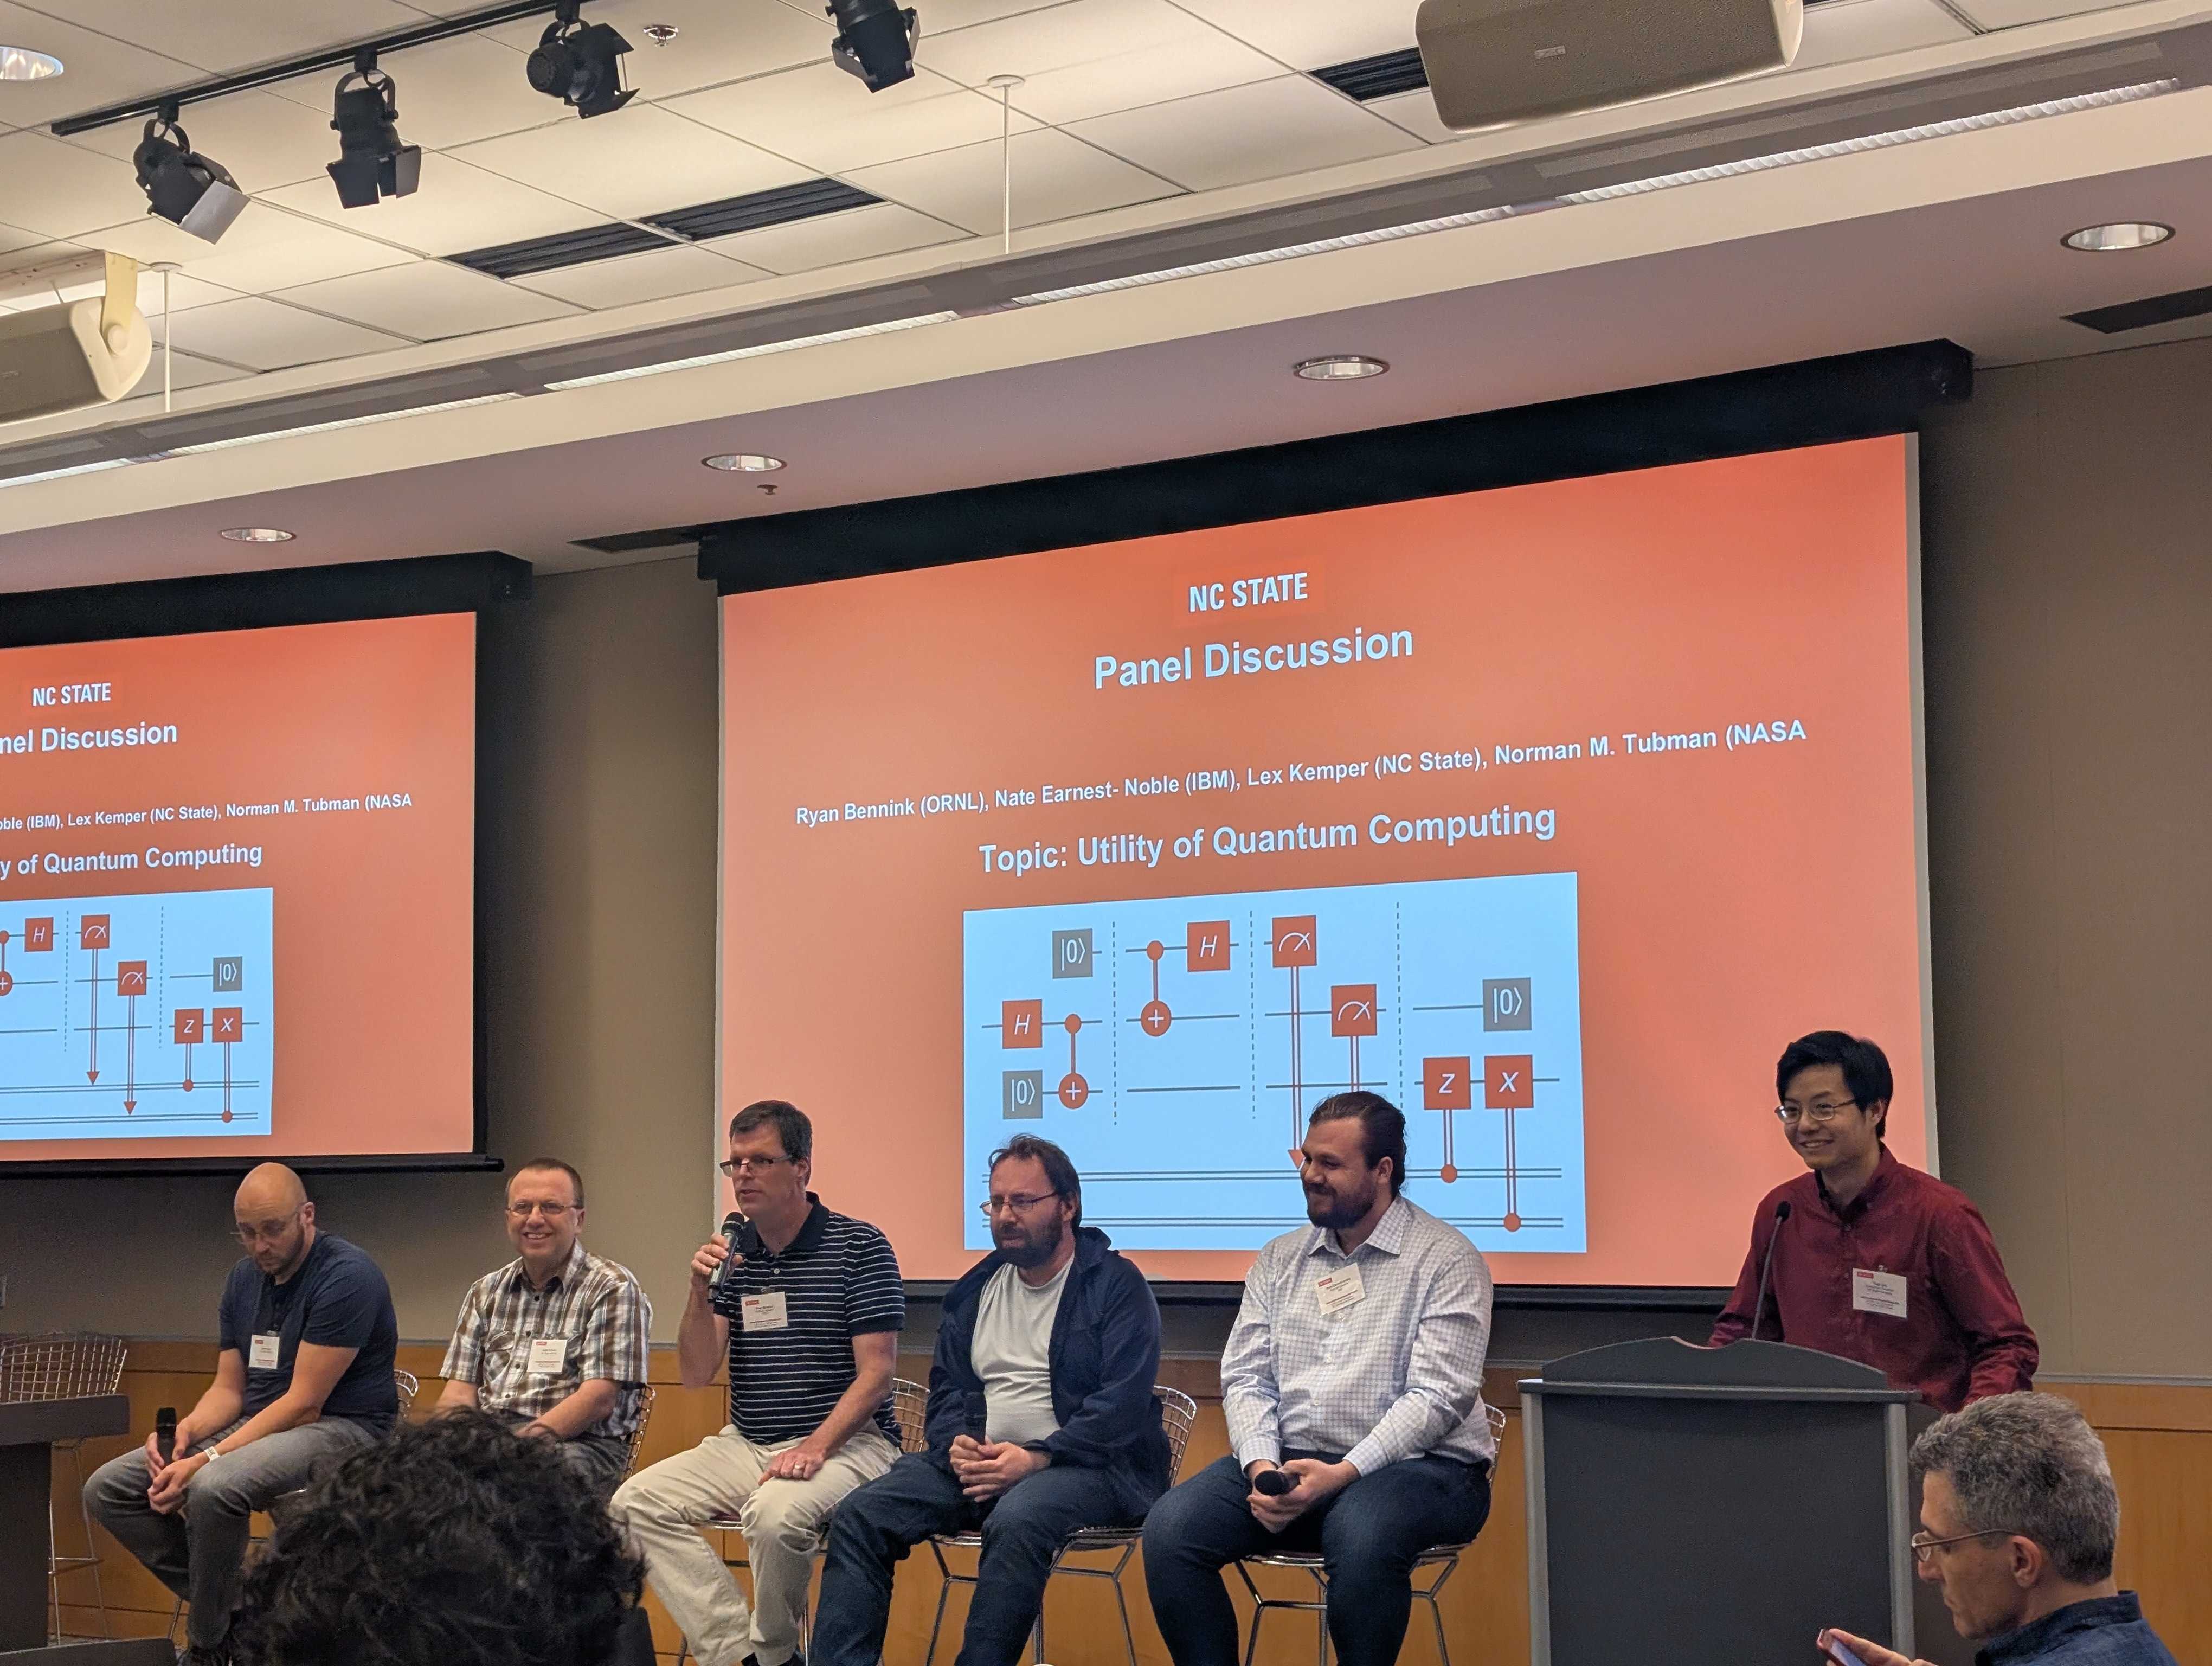 NC STATE
nel Discussion
oble (IBM), Lex Kemper (NC State), Norman M. Tubman (NASA
y of Quantum Computing
H
|0⟩
Z X
NC STATE
Panel Discussion
Ryan Bennink (ORNL), Nate Earnest- Noble (IBM), Lex Kemper (NC State), Norman M. Tubman (NASA
Topic: Utility of Quantum Computing
|0⟩ H
H |0⟩
|0⟩ Z X